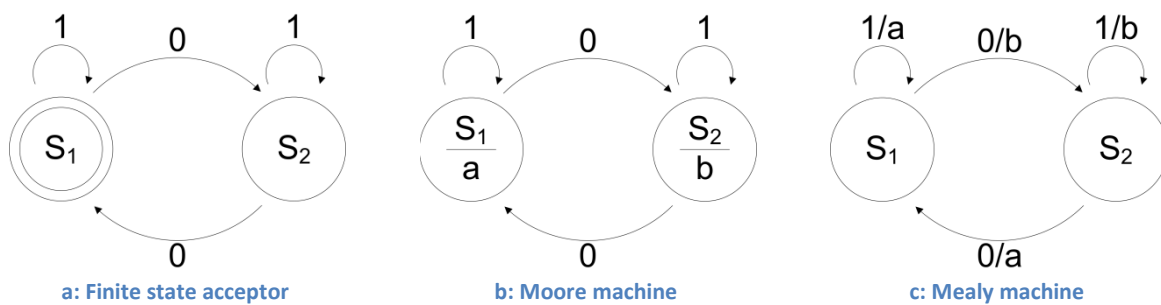 1
0
1
S1
S2
0
a: Finite state acceptor
1
0
1
S1
a
S2
b
0
b: Moore machine
1/a
0/b
1/b
S1
S2
0/a
c: Mealy machine